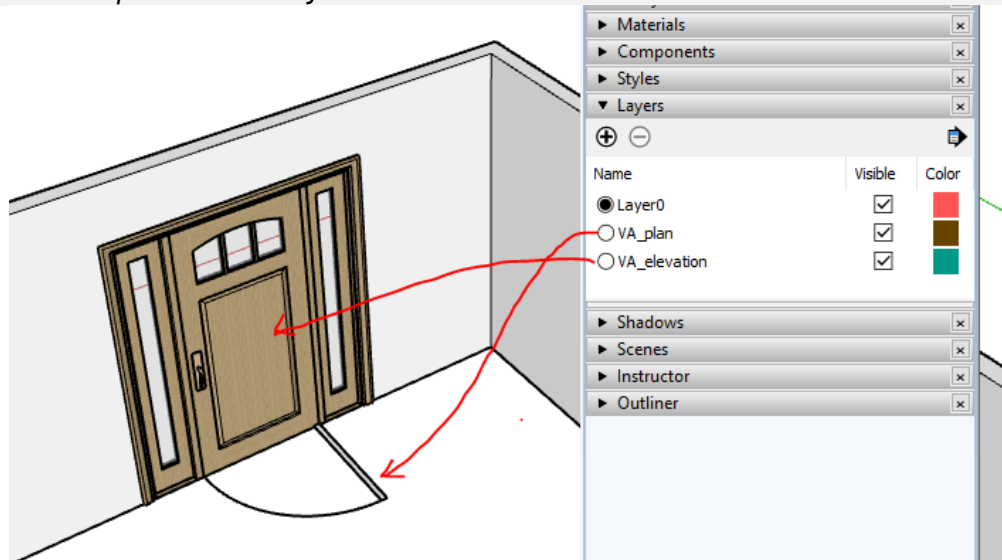 Materials
Components
Styles
Layers
Name Visible Color
Layer0
VA_plan
VA_elevation
Shadows
Scenes
Instructor
Outliner